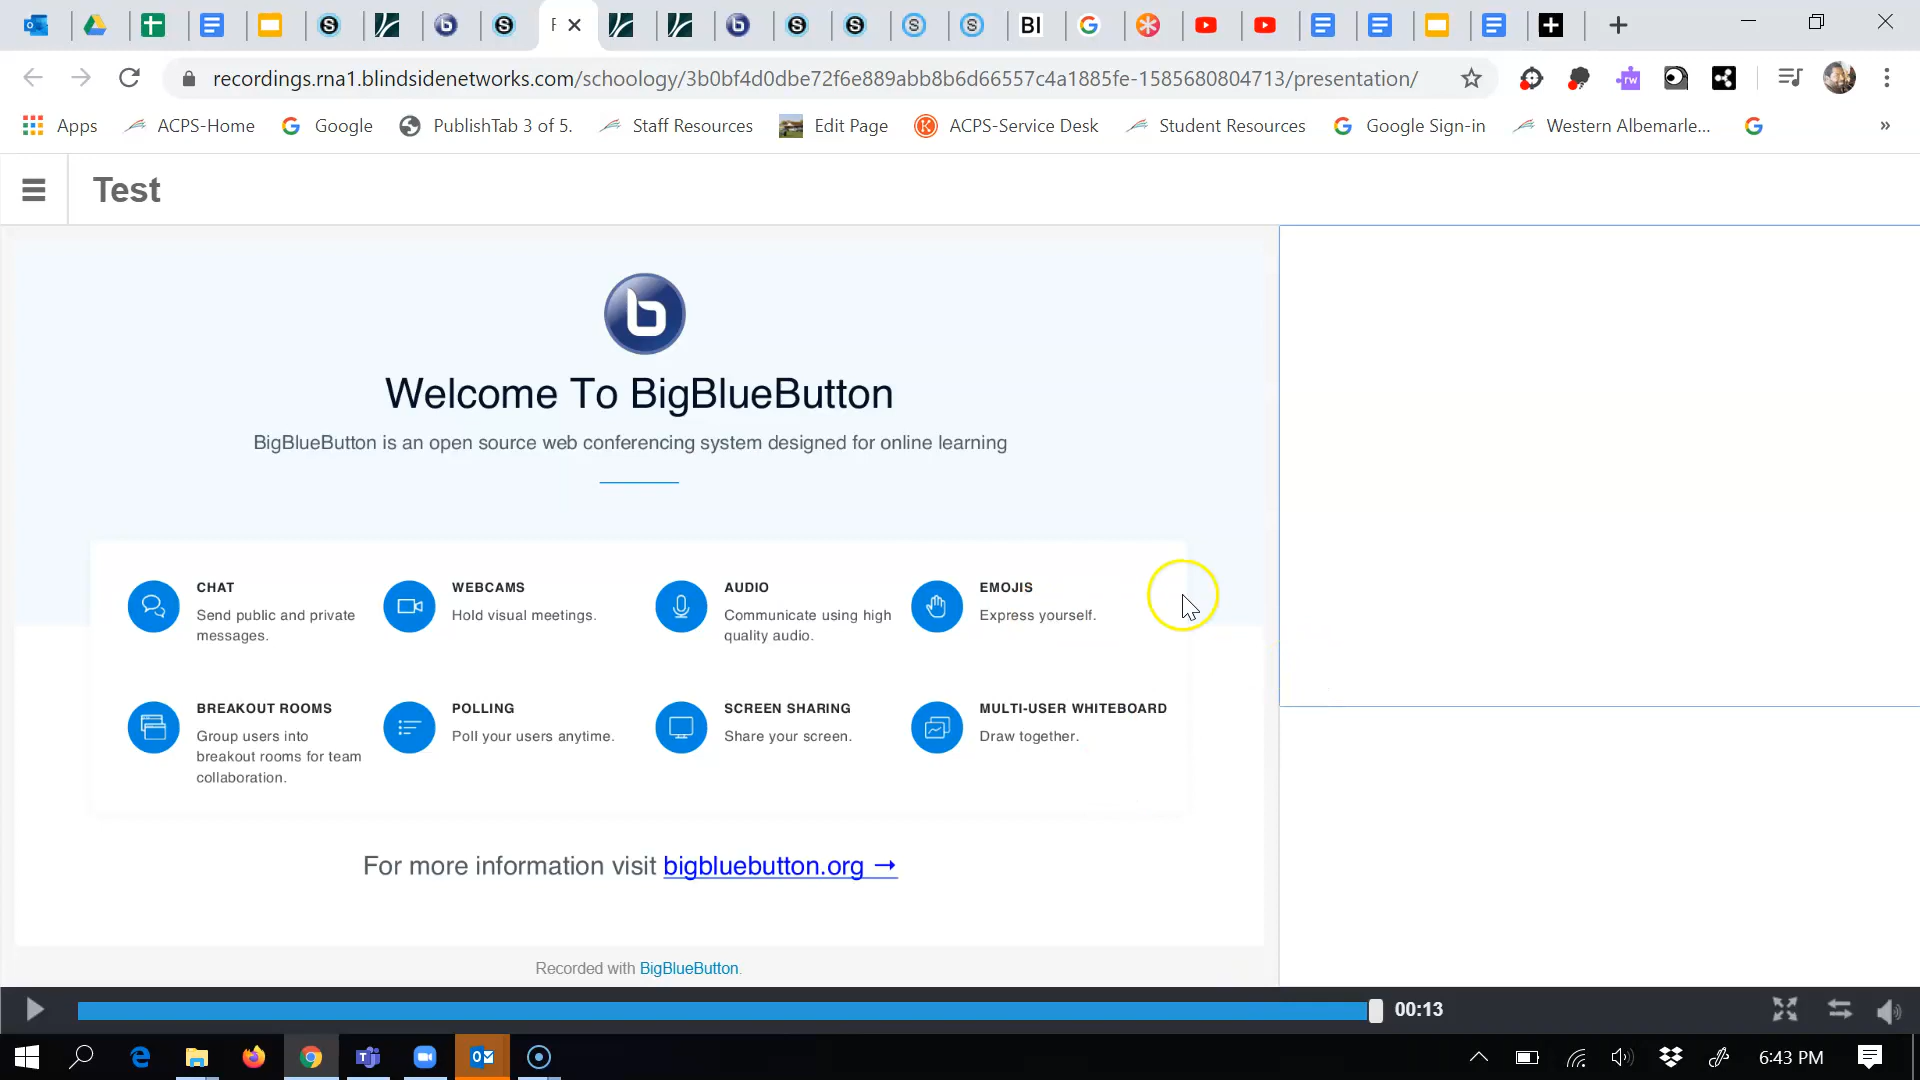 F
BI
recordings.rna1.blindsidenetworks.com/schoology/3b0bf4d0dbe72f6e889abb8b6d66557c4a1885fe-1585680804713/presentation/
Apps ACPS-Home Google PublishTab 3 of 5. Staff Resources Edit Page ACPS-Service Desk Student Resources Google Sign-in Western Albemarle... »
Test
Welcome To BigBlueButton
BigBlueButton is an open source web conferencing system designed for online learning
CHAT
Send public and private
messages.
WEBCAMS
Hold visual meetings.
AUDIO
Communicate using high
quality audio.
EMOJIS
Express yourself.
BREAKOUT ROOMS
Group users into
breakout rooms for team
collaboration.
POLLING
Poll your users anytime.
SCREEN SHARING
Share your screen.
MULTI-USER WHITEBOARD
Draw together.
For more information visit bigbluebutton.org →
Recorded with BigBlueButton.
00:13
6:43 PM